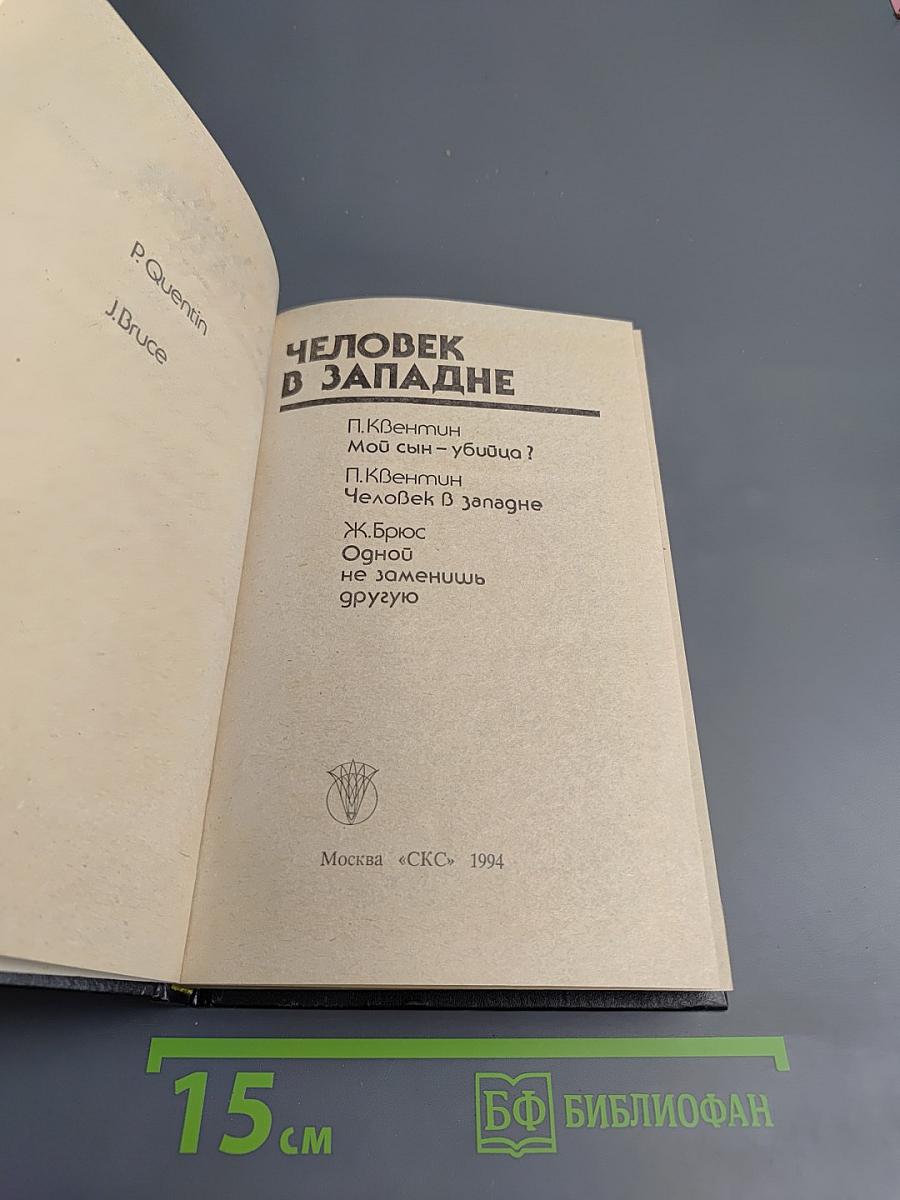 P. Quentin
J. Bruce
ЧЕЛОВЕК
В ЗАПАДНЕ
П. Квентин
Мой сын – убийца?
П. Квентин
Человек в западне
Ж. Брюс
Одной
не заменишь
другую
Москва «СКС» 1994
15 см
БФ БИБЛИОФАН